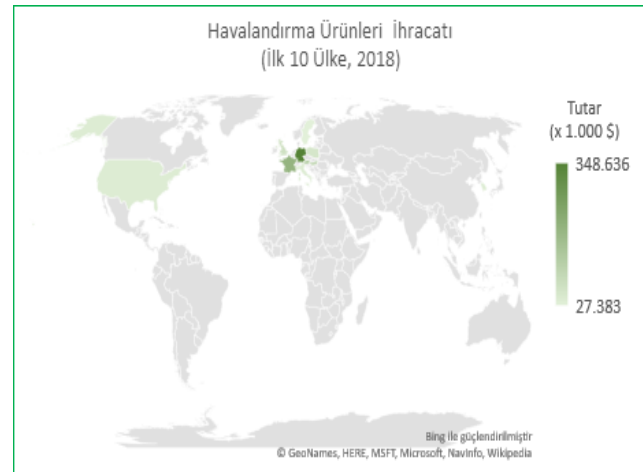 Havalandırma Ürünleri İhracatı
(İlk 10 Ülke, 2018)
Tutar
(x 1.000 $)
348.636
27.383
Bing ile güçlendirilmiştir
© GeoNames, HERE, MSFT, Microsoft, NavInfo, Wikipedia